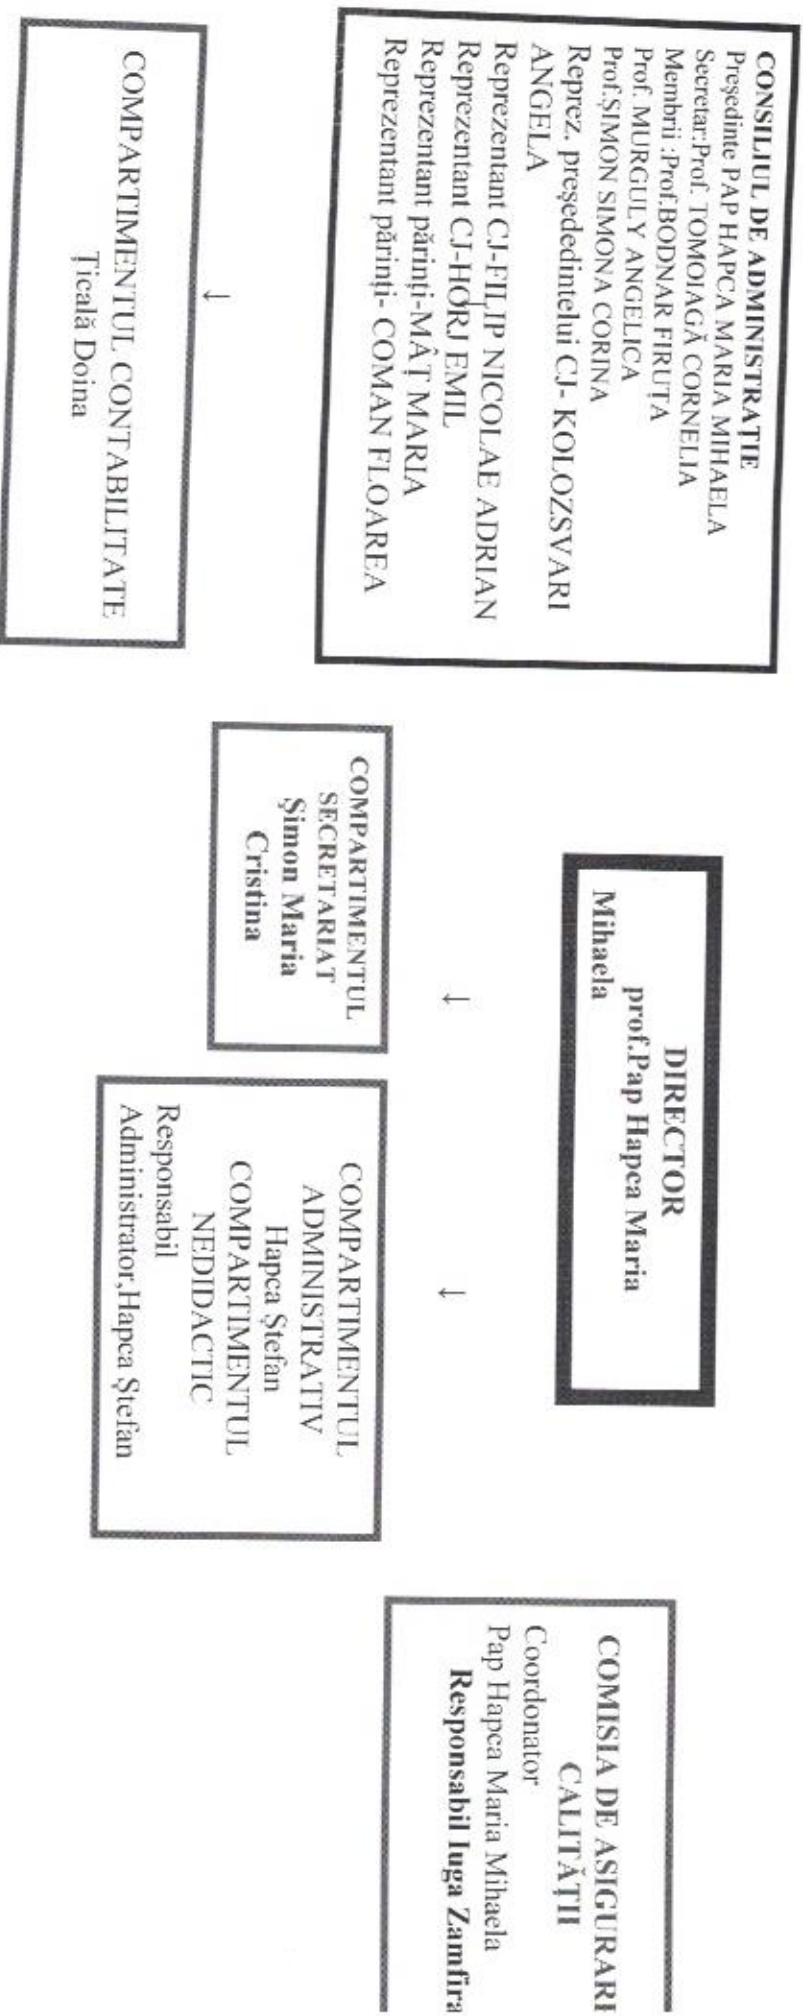 CONSILIUL DE ADMINISTRAȚIE
Președinte PAP HAPCA MARIA MIHAELA
Secretar:Prof. TOMOIAGĂ CORNELIA
Membrii :Prof.BODNAR FIRUȚA
Prof. MURGULY ANGELICA
Prof.ȘIMON SIMONA CORINA
Reprez. preşededintelui CJ- KOLOZSVARI
ANGELA
Reprezentant CJ-FILIP NICOLAE ADRIAN
Reprezentant CJ-HORJ EMIL
Reprezentant părinți-MÂȚ MARIA
Reprezentant părinți- COMAN FLOAREA
↓
COMPARTIMENTUL CONTABILITATE
Țicală Doina
DIRECTOR
prof.Pap Hapca Maria
Mihaela
↓
↓
COMPARTIMENTUL
SECRETARIAT
Șimon Maria
Cristina
COMPARTIMENTUL
ADMINISTRATIV
Hapca Ștefan
COMPARTIMENTUL
NEDIDACTIC
Responsabil
Administrator,Hapca Ștefan
COMISIA DE ASIGURARE
CALITĂȚII
Coordonator
Pap Hapca Maria Mihaela
Responsabil Iuga Zamfira